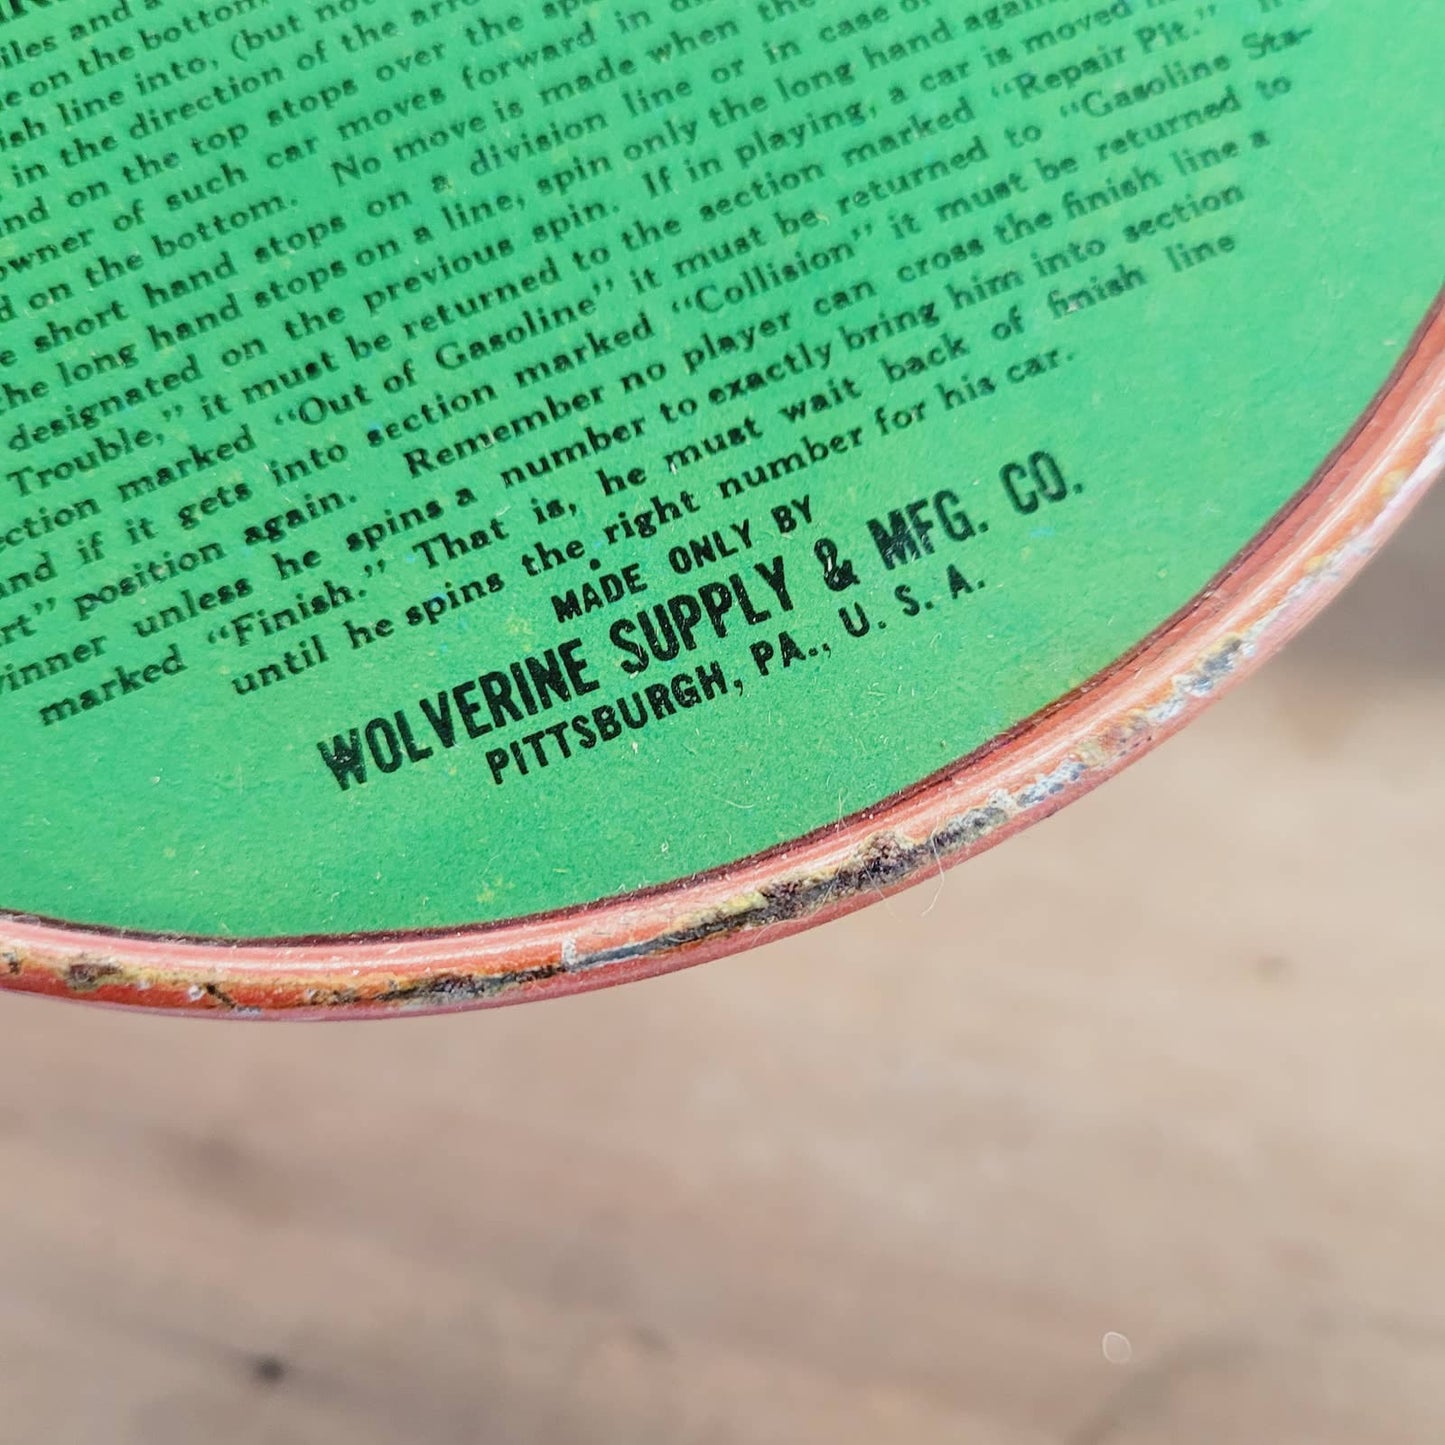 iles and a
e on the bottom
ish line into, (but not
in the direction of the arro
and on the top stops over the spa
owner of such car moves forward in
d on the bottom. No move is made when the
e short hand stops on a division line or in case
the long hand stops on a line, spin only the long hand again
designated on the previous spin. If in playing, a car is moved
Trouble," it must be returned to the section marked "Repair Pit." If
ection marked "Out of Gasoline" it must be returned to "Gasoline Sta-
and if it gets into section marked "Collision" it must be returned to
art" position again. Remember no player can cross the finish line a
winner unless he spins a number to exactly bring him into section
marked "Finish." That is, he must wait back of finish line
until he spins the right number for his car.
MADE ONLY BY
WOLVERINE SUPPLY & MFG. CO.
PITTSBURGH, PA., U. S. A.